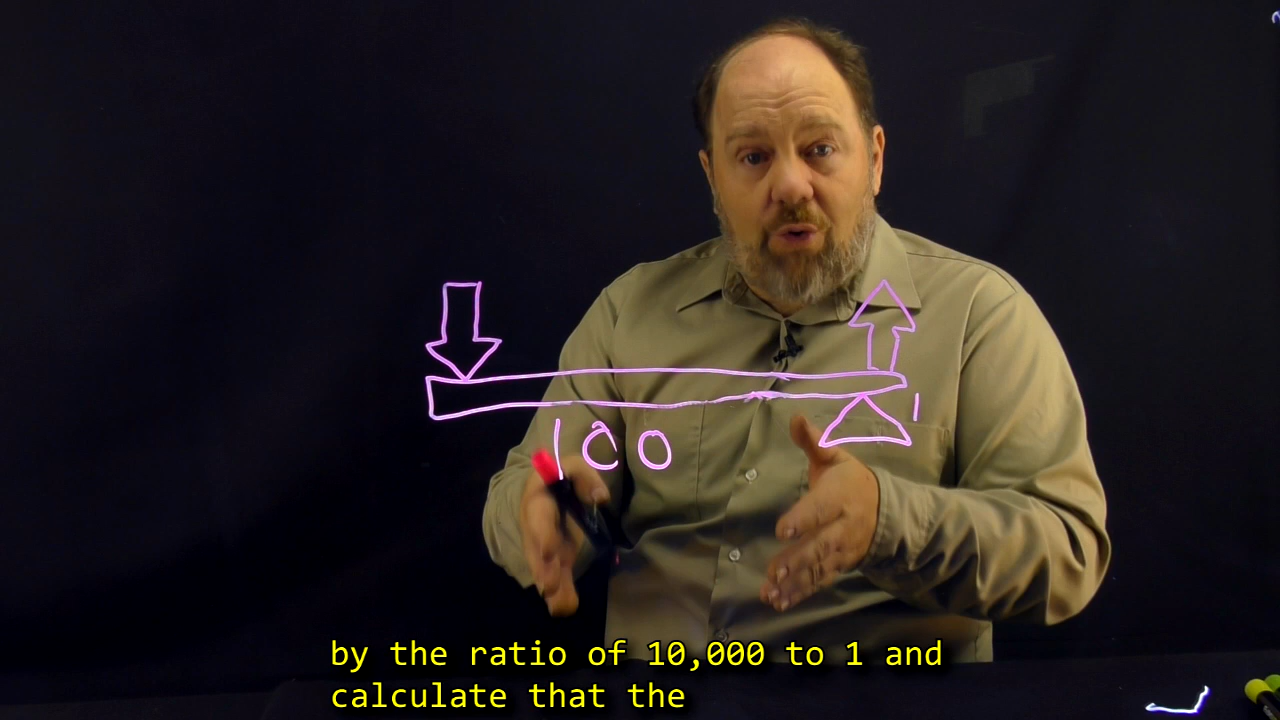 100
1
by the ratio of 10,000 to 1 and
calculate that the